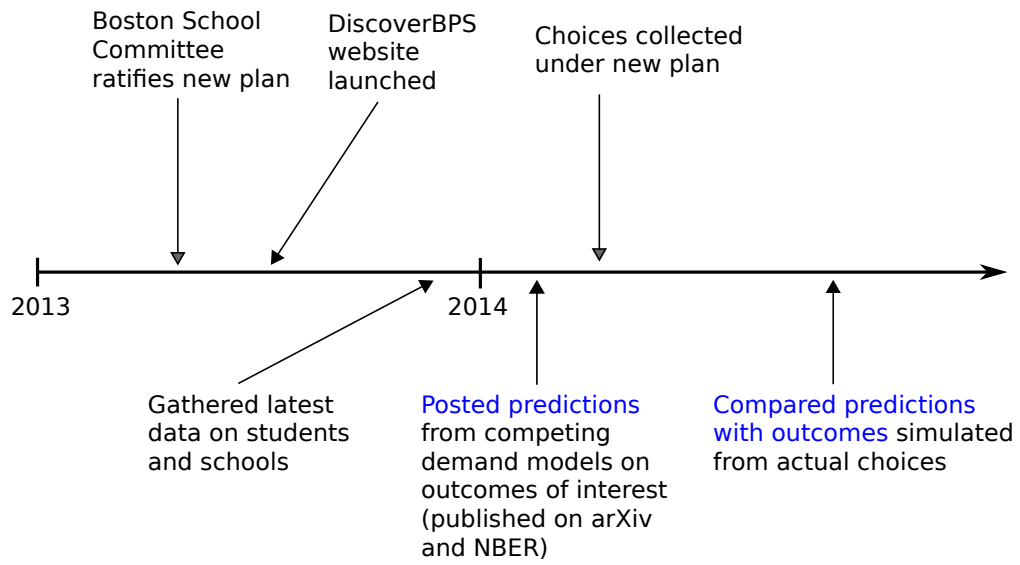 Boston School
Committee
ratifies new plan
DiscoverBPS
website
launched
Choices collected
under new plan
2013
2014
Gathered latest
data on students
and schools
Posted predictions
from competing
demand models on
outcomes of interest
(published on arXiv
and NBER)
Compared predictions
with outcomes simulated
from actual choices